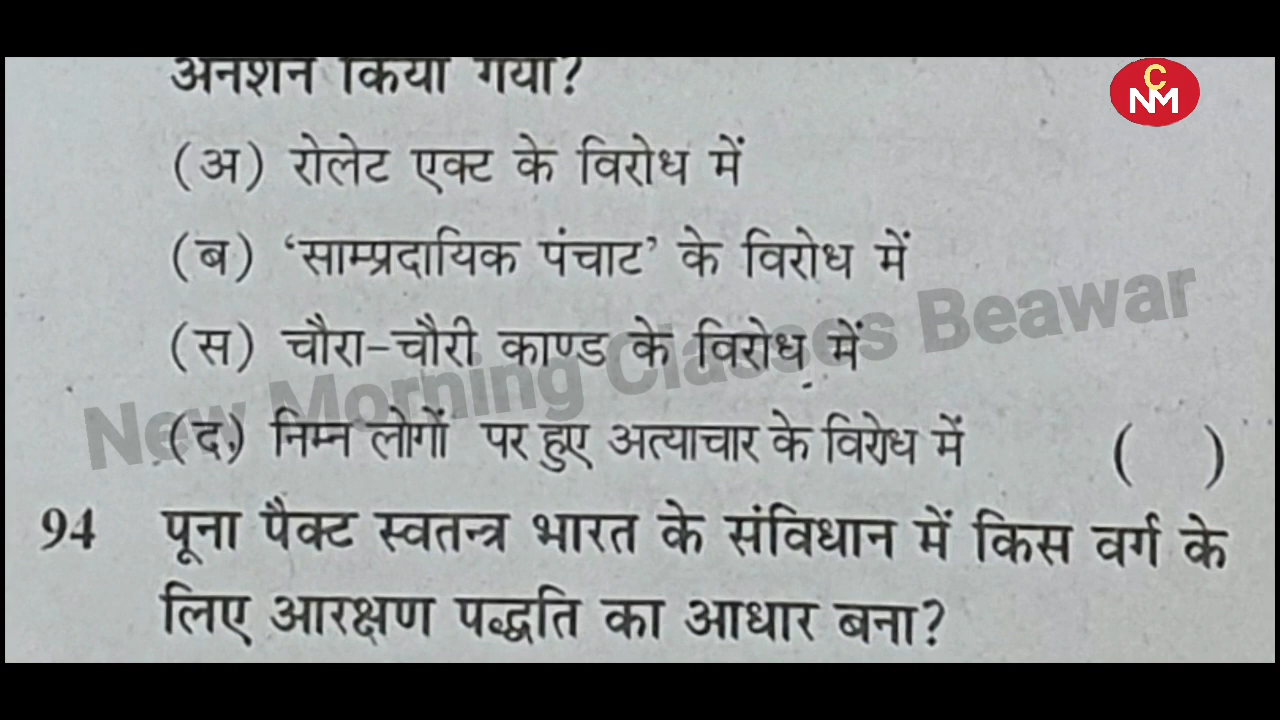 अनशन किया गया?
C
NM
(अ) रोलेट एक्ट के विरोध में
(ब) ‘साम्प्रदायिक पंचाट’ के विरोध में
(स) चौरा-चौरी काण्ड के विरोध में
New Morning Classes Beawar
(द) निम्न लोगों पर हुए अत्याचार के विरोध में ( )
94 पूना पैक्ट स्वतन्त्र भारत के संविधान में किस वर्ग के
लिए आरक्षण पद्धति का आधार बना?